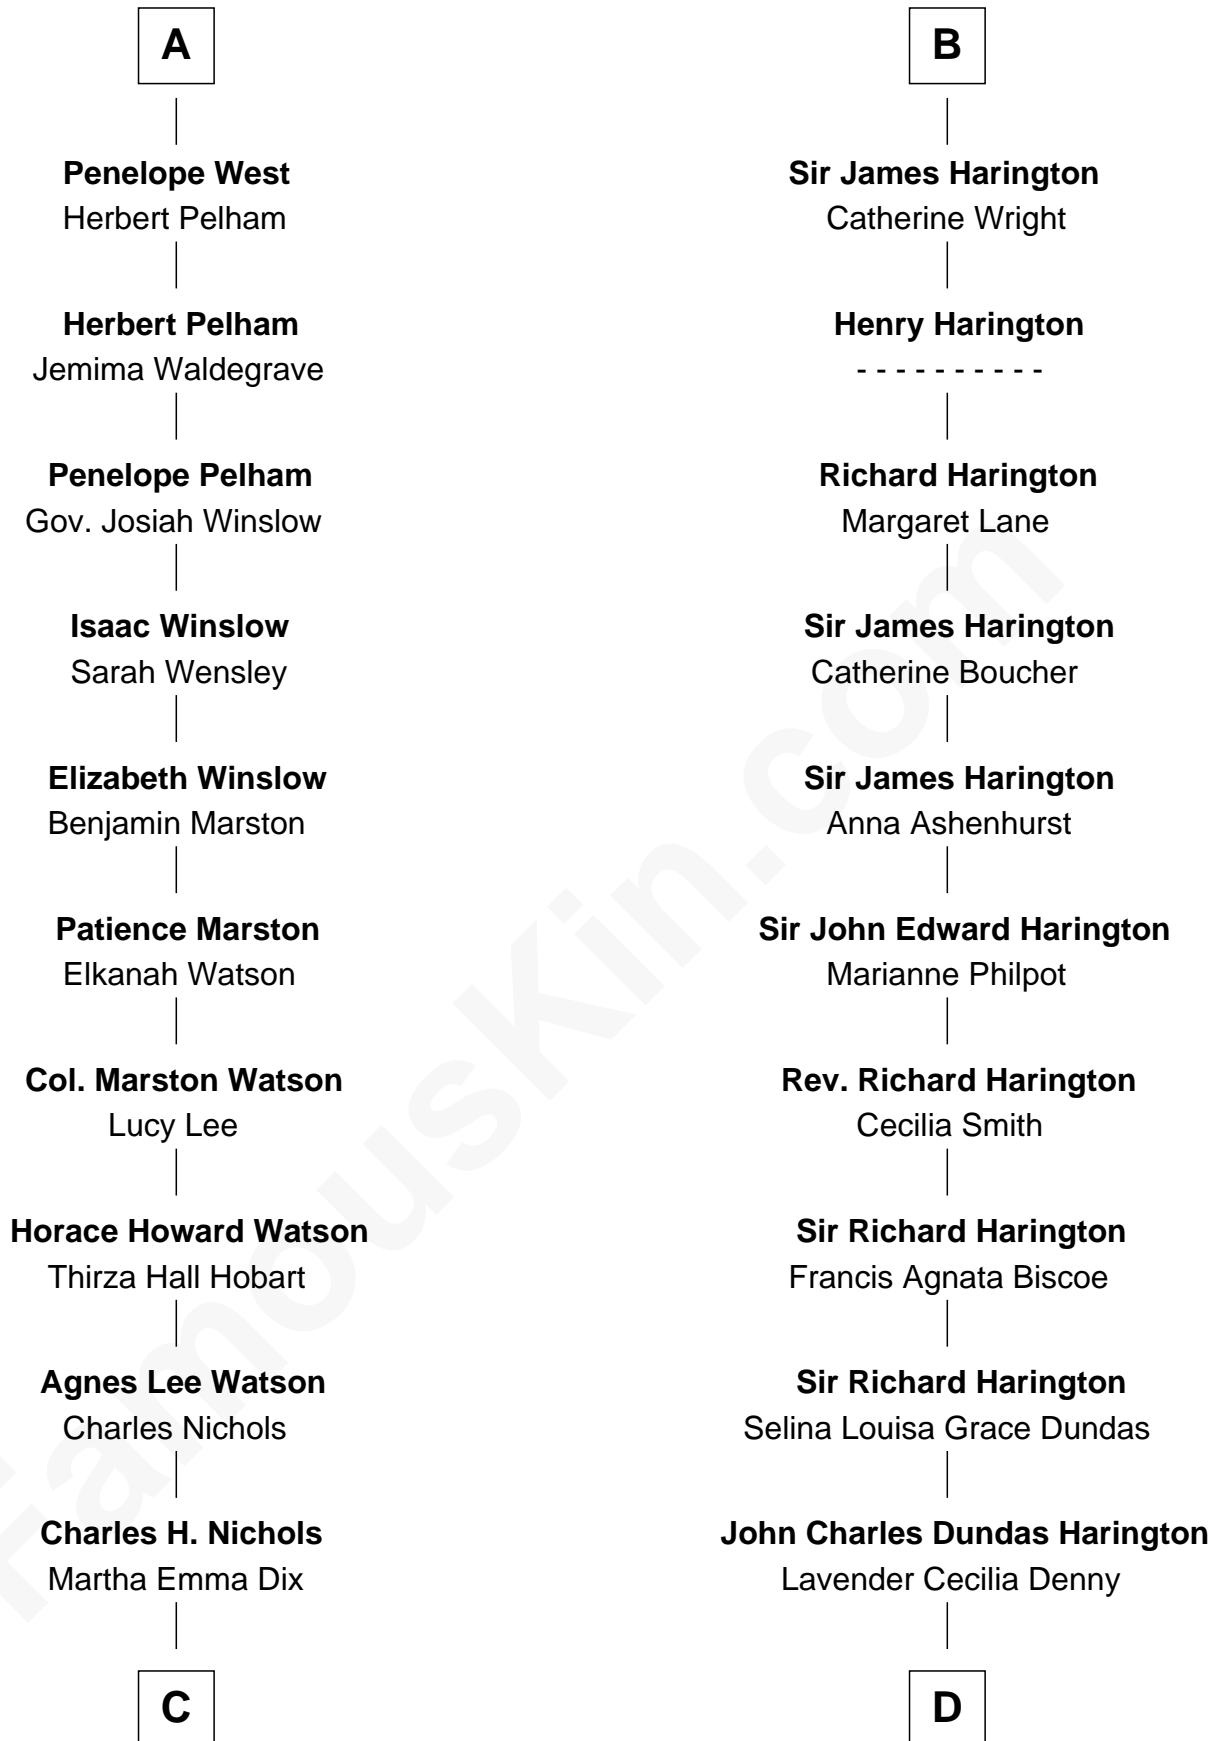 A
Penelope West
Herbert Pelham
Herbert Pelham
Jemima Waldegrave
Penelope Pelham
Gov. Josiah Winslow
Isaac Winslow
Sarah Wensley
Elizabeth Winslow
Benjamin Marston
Patience Marston
Elkanah Watson
Col. Marston Watson
Lucy Lee
Horace Howard Watson
Thirza Hall Hobart
Agnes Lee Watson
Charles Nichols
Charles H. Nichols
Martha Emma Dix
C
B
Sir James Harington
Catherine Wright
Henry Harington
- - - - - - - - - -
Richard Harington
Margaret Lane
Sir James Harington
Catherine Boucher
Sir James Harington
Anna Ashenhurst
Sir John Edward Harington
Marianne Philpot
Rev. Richard Harington
Cecilia Smith
Sir Richard Harington
Francis Agnata Biscoe
Sir Richard Harington
Selina Louisa Grace Dundas
John Charles Dundas Harington
Lavender Cecilia Denny
D
FamousKin.com